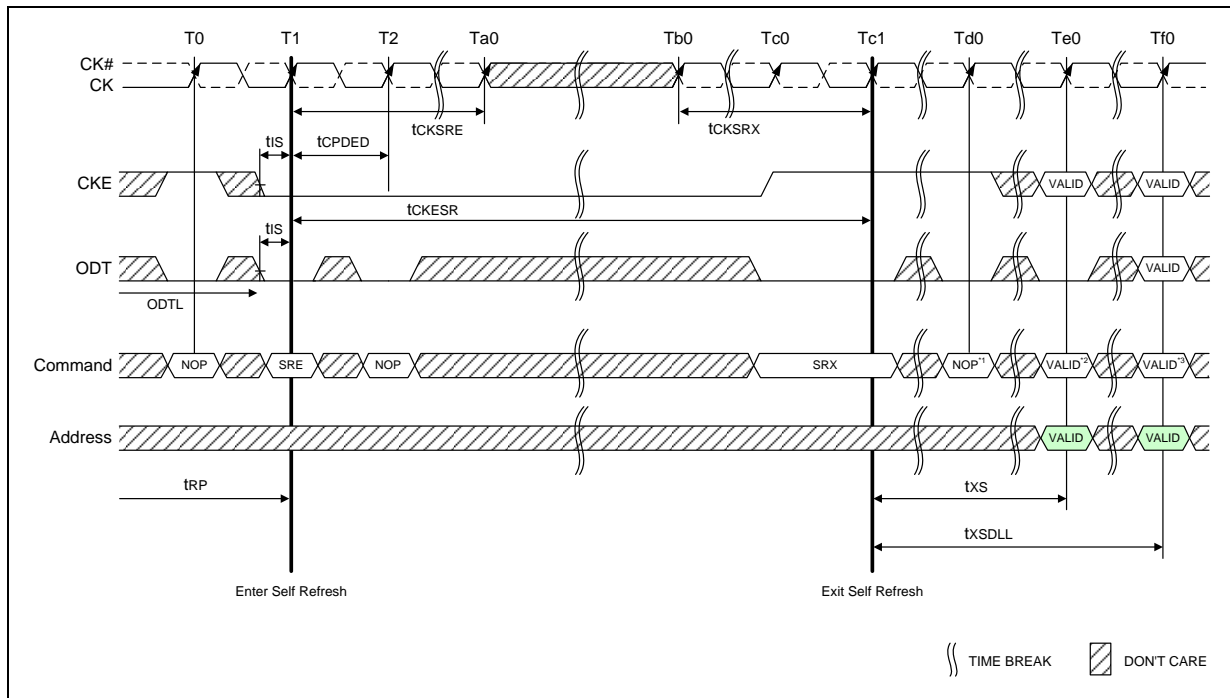 T0 T1 T2 Ta0 Tb0 Tc0 Tc1 Td0 Te0 Tf0
CK#
CK
tCKSRE tCKSRX
tIS tCPDED
CKE VALID VALID
tCKESR
tIS
ODT VALID
ODTL
Command NOP SRE NOP SRX NOP*1 VALID*2 VALID*3
Address VALID VALID
tRP tXS
tXSDLL
Enter Self Refresh Exit Self Refresh
TIME BREAK DON'T CARE